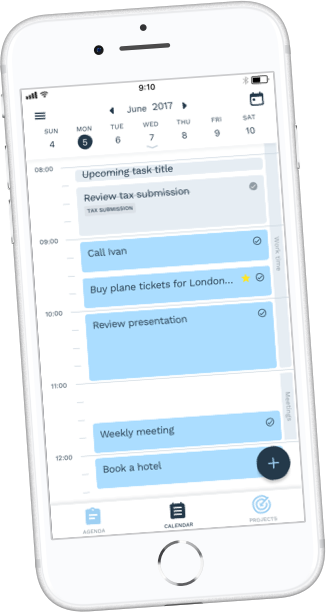 9:10
June 2017
SUN MON TUE WED THU FRI SAT
4 5 6 7 8 9 10
08:00
Upcoming task title
Review tax submission
TAX SUBMISSION
09:00
Call Ivan
Work time
Buy plane tickets for London...
10:00
Review presentation
11:00
Meetings
Weekly meeting
12:00
Book a hotel
+
AGENDA CALENDAR PROJECTS